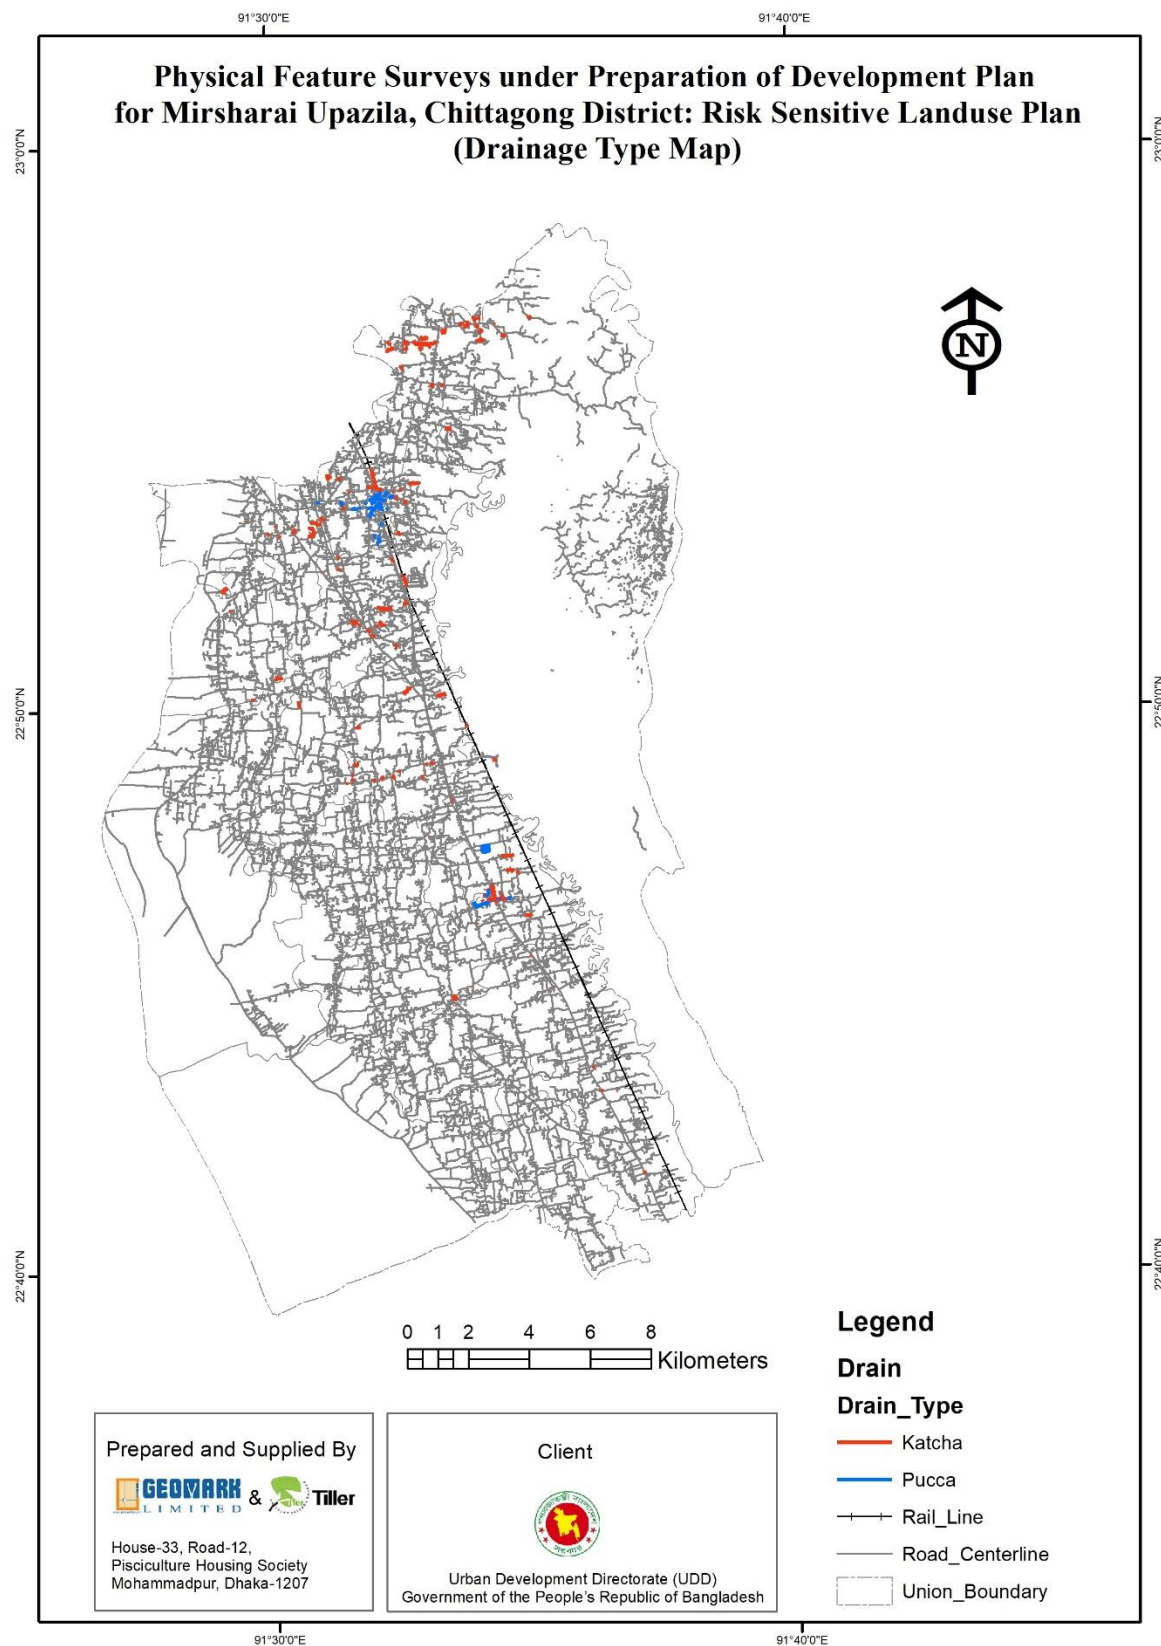 91°30'0"E
91°40'0"E
Physical Feature Surveys under Preparation of Development Plan
for Mirsharai Upazila, Chittagong District: Risk Sensitive Landuse Plan
(Drainage Type Map)
23°0'0"N
23°0'0"N
N
22°50'0"N
22°50'0"N
22°40'0"N
22°40'0"N
0 1 2 4 6 8
Kilometers
Legend
Drain
Drain_Type
Katcha
Pucca
Rail_Line
Road_Centerline
Union_Boundary
Prepared and Supplied By
GEOMARK
LIMITED
&
Tiller
House-33, Road-12,
Pisciculture Housing Society
Mohammadpur, Dhaka-1207
Client
Urban Development Directorate (UDD)
Government of the People's Republic of Bangladesh
91°30'0"E
91°40'0"E